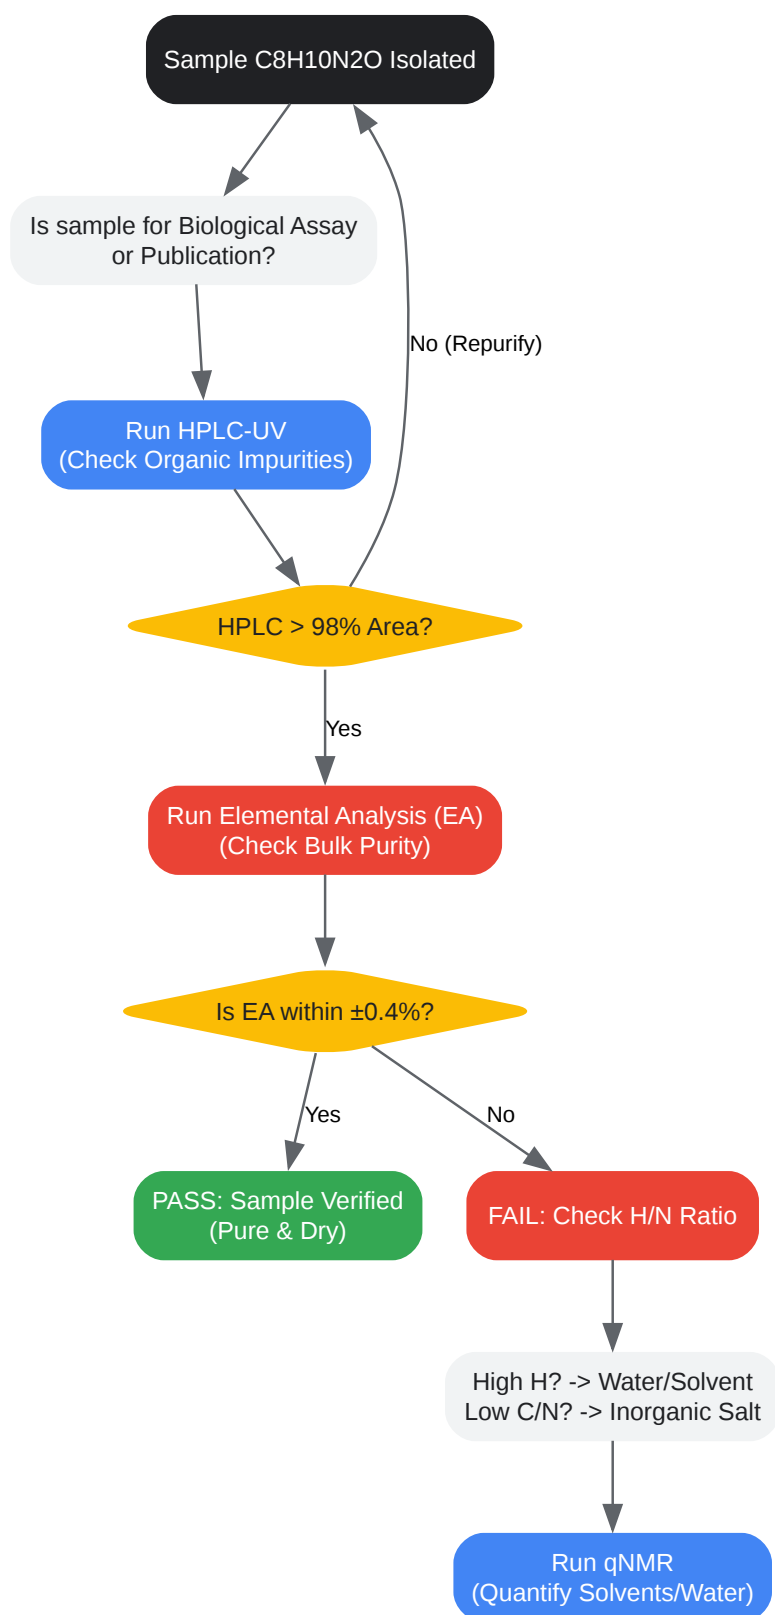 Sample C8H10N2O Isolated
Is sample for Biological Assay
or Publication?
No (Repurify)
Run HPLC-UV
(Check Organic Impurities)
HPLC > 98% Area?
Yes
Run Elemental Analysis (EA)
(Check Bulk Purity)
Is EA within ±0.4%?
Yes
No
PASS: Sample Verified
(Pure & Dry)
FAIL: Check H/N Ratio
High H? -> Water/Solvent
Low C/N? -> Inorganic Salt
Run qNMR
(Quantify Solvents/Water)